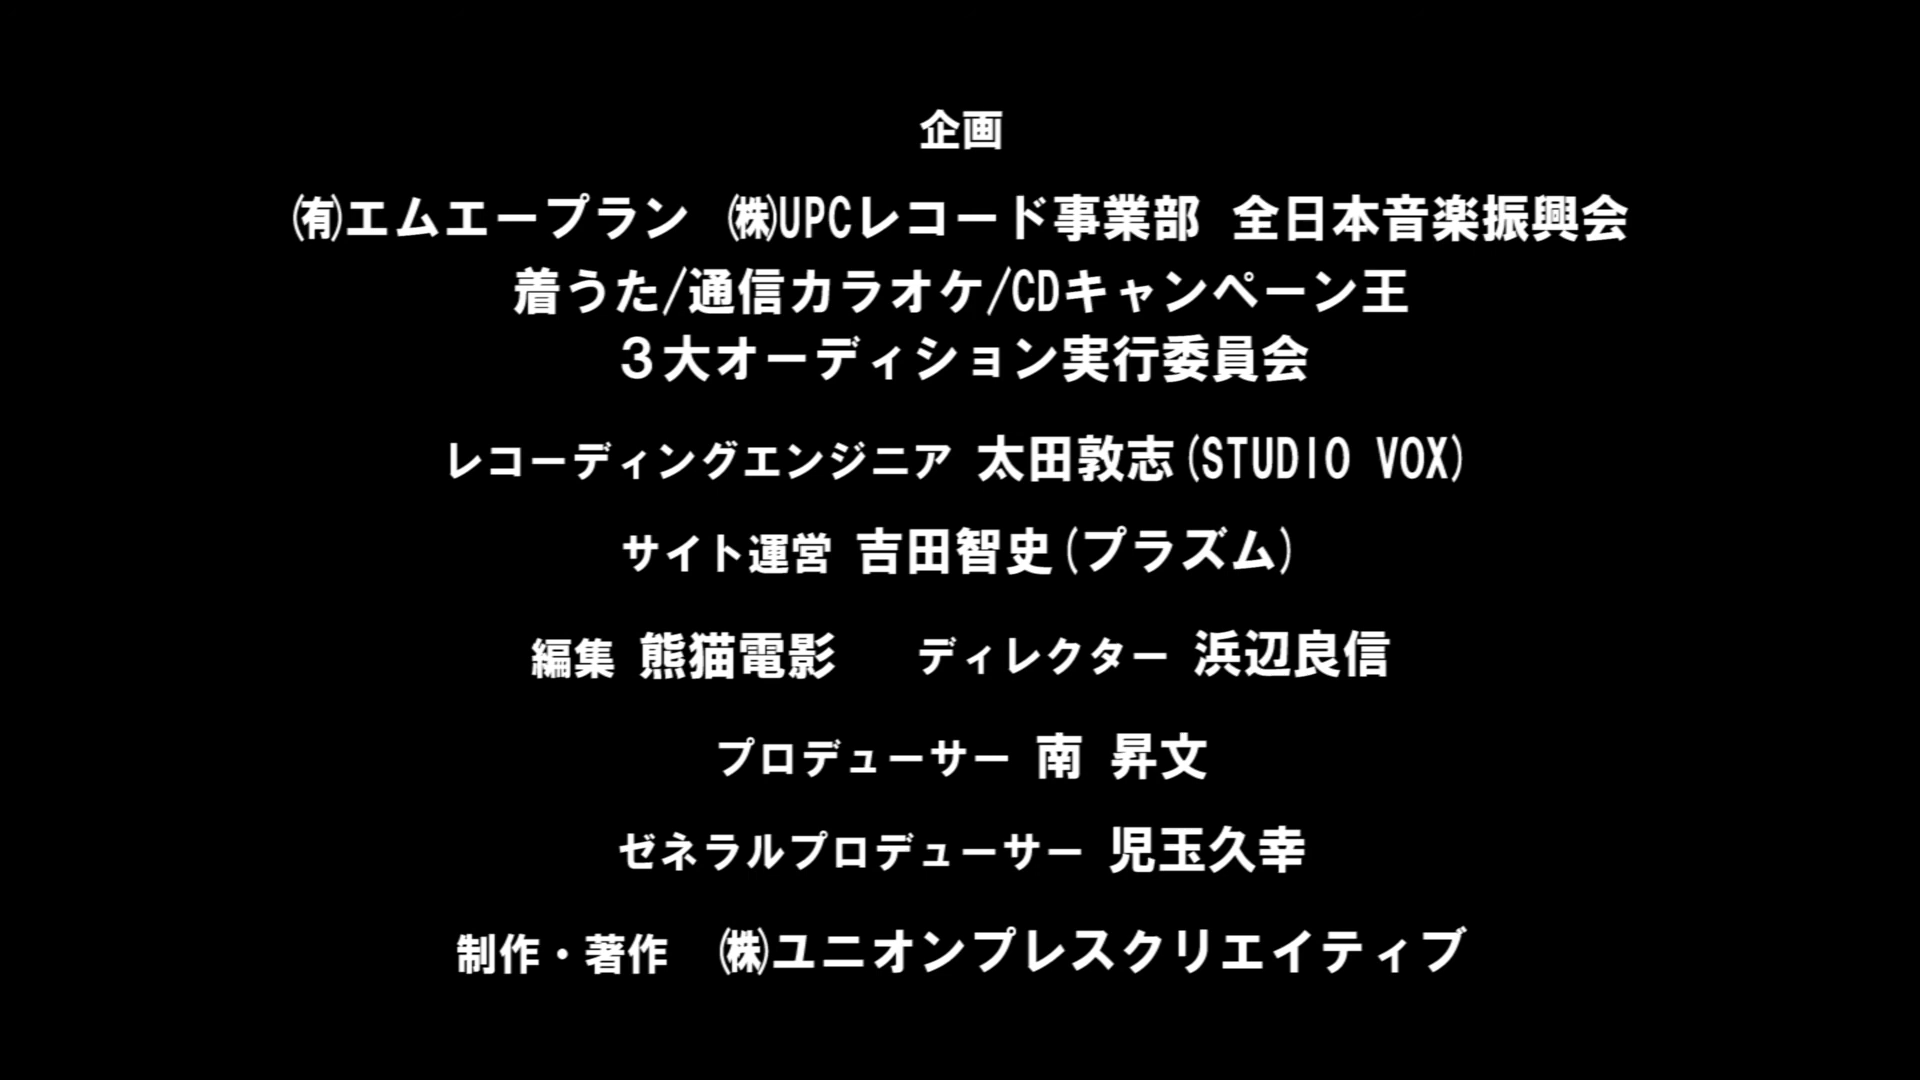 企画
㈲エムエープラン ㈱UPCレコード事業部 全日本音楽振興会
着うた/通信カラオケ/CDキャンペーン王
３大オーディション実行委員会
レコーディングエンジニア 太田敦志(STUDIO VOX)
サイト運営 吉田智史(プラズム)
編集 熊猫電影 ディレクター 浜辺良信
プロデューサー 南 昇文
ゼネラルプロデューサー 児玉久幸
制作・著作 ㈱ユニオンプレスクリエイティブ